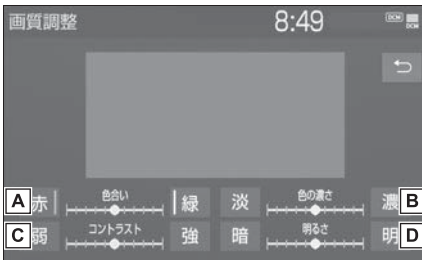 画質調整 8:49 DCM DCM
A 赤 色合い 緑 淡 色の濃さ 濃 B
C 弱 コントラスト 強 暗 明るさ 明 D